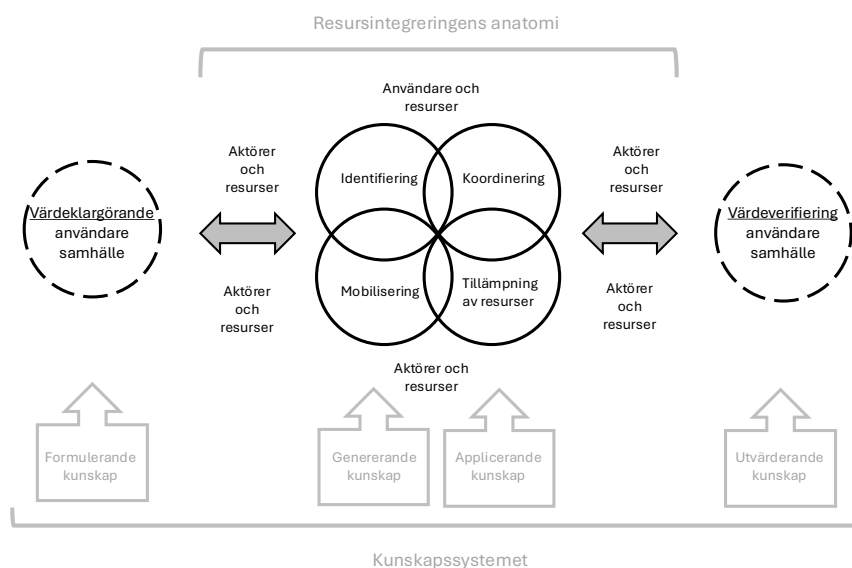 Resursintegreringens anatomi
Användare och
resurser
Aktörer
och
resurser
Aktörer
och
resurser
Identifiering
Koordinering
Värdeklargörande
användare
samhälle
Värdeverifiering
användare
samhälle
Aktörer
och
resurser
Mobilisering
Tillämpning
av resurser
Aktörer
och
resurser
Aktörer och
resurser
Formulerande
kunskap
Genererande
kunskap
Applicerande
kunskap
Utvärderande
kunskap
Kunskapssystemet